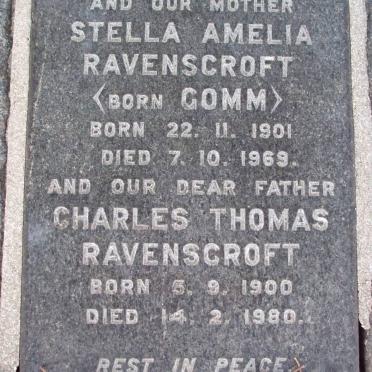 AND OUR MOTHER
STELLA AMELIA
RAVENSCROFT
<BORN GOMM>
BORN 22. 11. 1901
DIED 7. 10. 1969.
AND OUR DEAR FATHER
CHARLES THOMAS
RAVENSCROFT
BORN 5. 9. 1900
DIED 14. 2. 1980.
REST IN PEACE